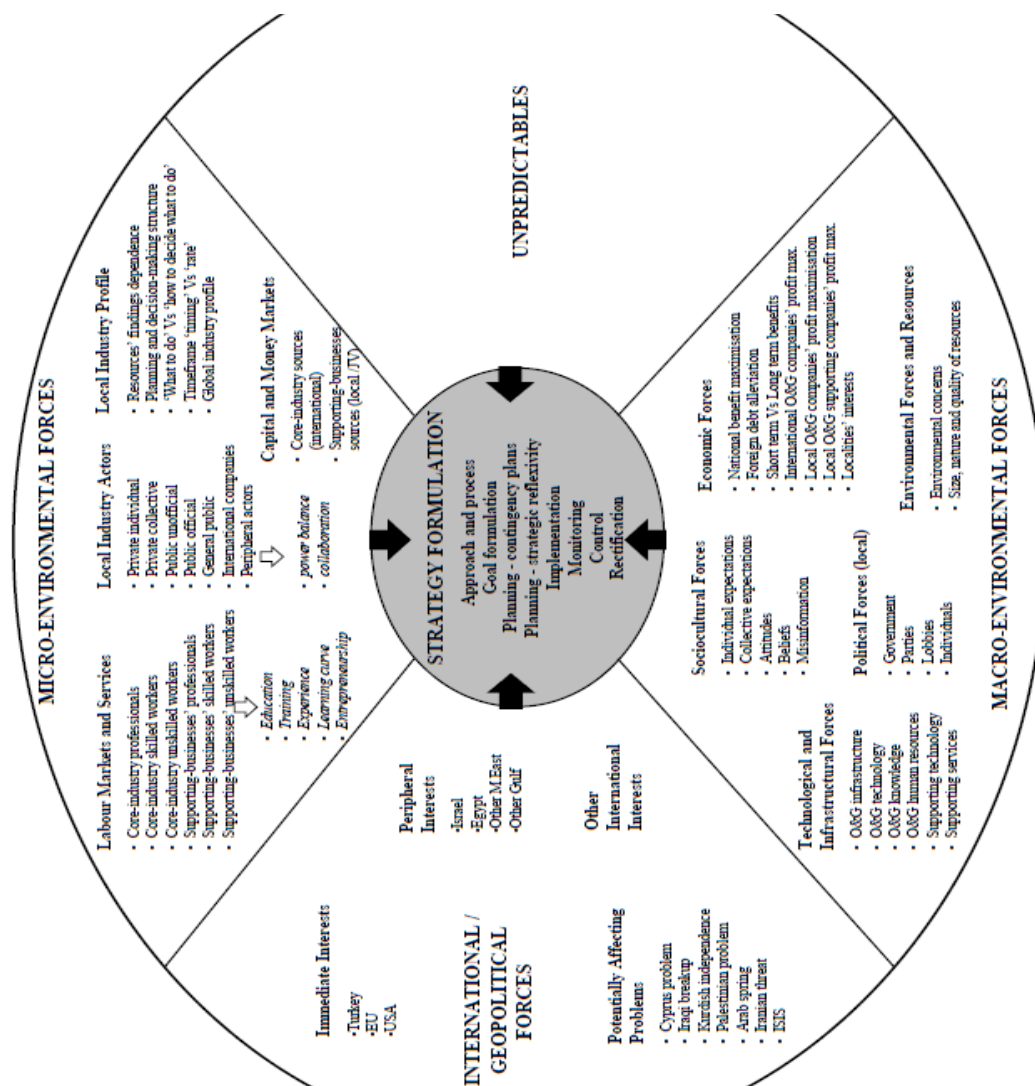 MICRO-ENVIRONMENTAL FORCES
Labour Markets and Services
• Core-industry professionals
• Core-industry skilled workers
• Core-industry unskilled workers
• Supporting-businesses' professionals
• Supporting-businesses' skilled workers
• Supporting-businesses' unskilled workers
• Education
• Training
• Experience
• Learning curve
• Entrepreneurship
Local Industry Actors
• Private individual
• Private collective
• Public unofficial
• Public official
• General public
• International companies
• Peripheral actors
• power balance
• collaboration
Local Industry Profile
• Resources' findings dependence
• Planning and decision-making structure
• 'What to do' Vs 'how to decide what to do'
• Timeframe 'timing' Vs 'rate'
• Global industry profile
Capital and Money Markets
• Core-industry sources
(international)
• Supporting-businesses
sources (local /JV)
INTERNATIONAL /
GEOPOLITICAL
FORCES
Immediate Interests
•Turkey
•EU
•USA
Peripheral
Interests
•Israel
•Egypt
•Other M.East
•Other Gulf
Potentially Affecting
Problems
• Cyprus problem
• Iraqi breakup
• Kurdish independence
• Palestinian problem
• Arab spring
• Iranian threat
• ISIS
Other
International
Interests
STRATEGY FORMULATION
Approach and process
Goal formulation
Planning - contingency plans
Planning - strategic reflexivity
Implementation
Monitoring
Control
Rectification
UNPREDICTABLES
Technological and
Infrastructural Forces
• O&G infrastructure
• O&G technology
• O&G knowledge
• O&G human resources
• Supporting technology
• Supporting services
Sociocultural Forces
• Individual expectations
• Collective expectations
• Attitudes
• Beliefs
• Misinformation
Political Forces (local)
• Government
• Parties
• Lobbies
• Individuals
Economic Forces
• National benefit maximisation
• Foreign debt alleviation
• Short term Vs Long term benefits
• International O&G companies' profit max.
• Local O&G companies' profit maximisation
• Local O&G supporting companies' profit max.
• Localities' interests
Environmental Forces and Resources
• Environmental concerns
• Size, nature and quality of resources
MACRO-ENVIRONMENTAL FORCES